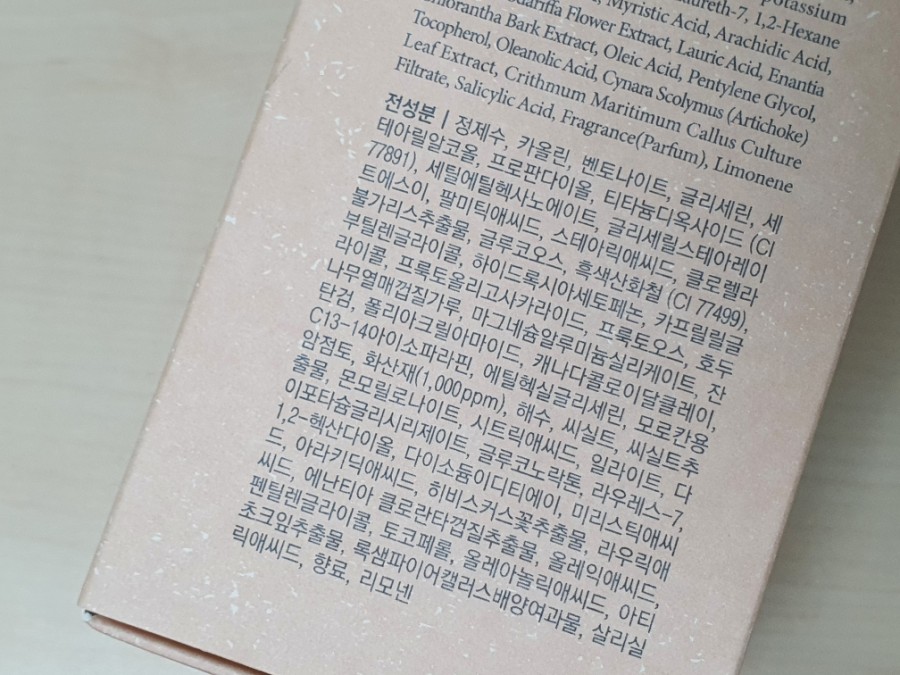 potassium
ureth-7, 1,2-Hexane
Myristic Acid, Arachidic Acid,
Flower Extract, Lauric Acid, Enantia
Chlorantha Bark Extract, Oleic Acid, Pentylene Glycol,
Tocopherol, Oleanolic Acid, Cynara Scolymus (Artichoke)
Leaf Extract, Crithmum Maritimum Callus Culture
Filtrate, Salicylic Acid, Fragrance(Parfum), Limonene
전성분 | 정제수, 카올린, 벤토나이트, 글리세린, 세
테아릴알코올, 프로판다이올, 티타늄디옥사이드 (CI
77891), 세틸에틸헥사노에이트, 글리세릴스테아레이
트에스이, 팔미틱애씨드, 스테아릭애씨드, 클로렐라
불가리스추출물, 글루코오스, 흑색산화철 (CI 77499),
부틸렌글라이콜, 하이드록시아세토페논, 카프릴릴글
라이콜, 프룩토올리고사카라이드, 프룩토오스, 호두
나무열매껍질가루, 마그네슘알루미늄실리케이트, 잔
탄검, 폴리아크릴아마이드, 캐나다콜로이달클레이,
C13-14아이소파라핀, 에틸헥실글리세린, 모로칸용
암점토, 화산재(1,000ppm), 해수, 씨실트, 씨실트추
출물, 몬모릴로나이트, 시트릭애씨드, 일라이트, 다
이포타슘글리시리제이트, 글루코노락톤, 라우레스-7,
1,2-헥산다이올, 다이소듐이디티에이, 미리스틱애씨
드, 아라키딕애씨드, 히비스커스꽃추출물, 라우릭애
씨드, 에난티아 클로란타껍질추출물, 올레익애씨드,
펜틸렌글라이콜, 토코페롤, 올레아놀릭애씨드, 아티
초크잎추출물, 록샘파이어캘러스배양여과물, 살리실
릭애씨드, 향료, 리모넨